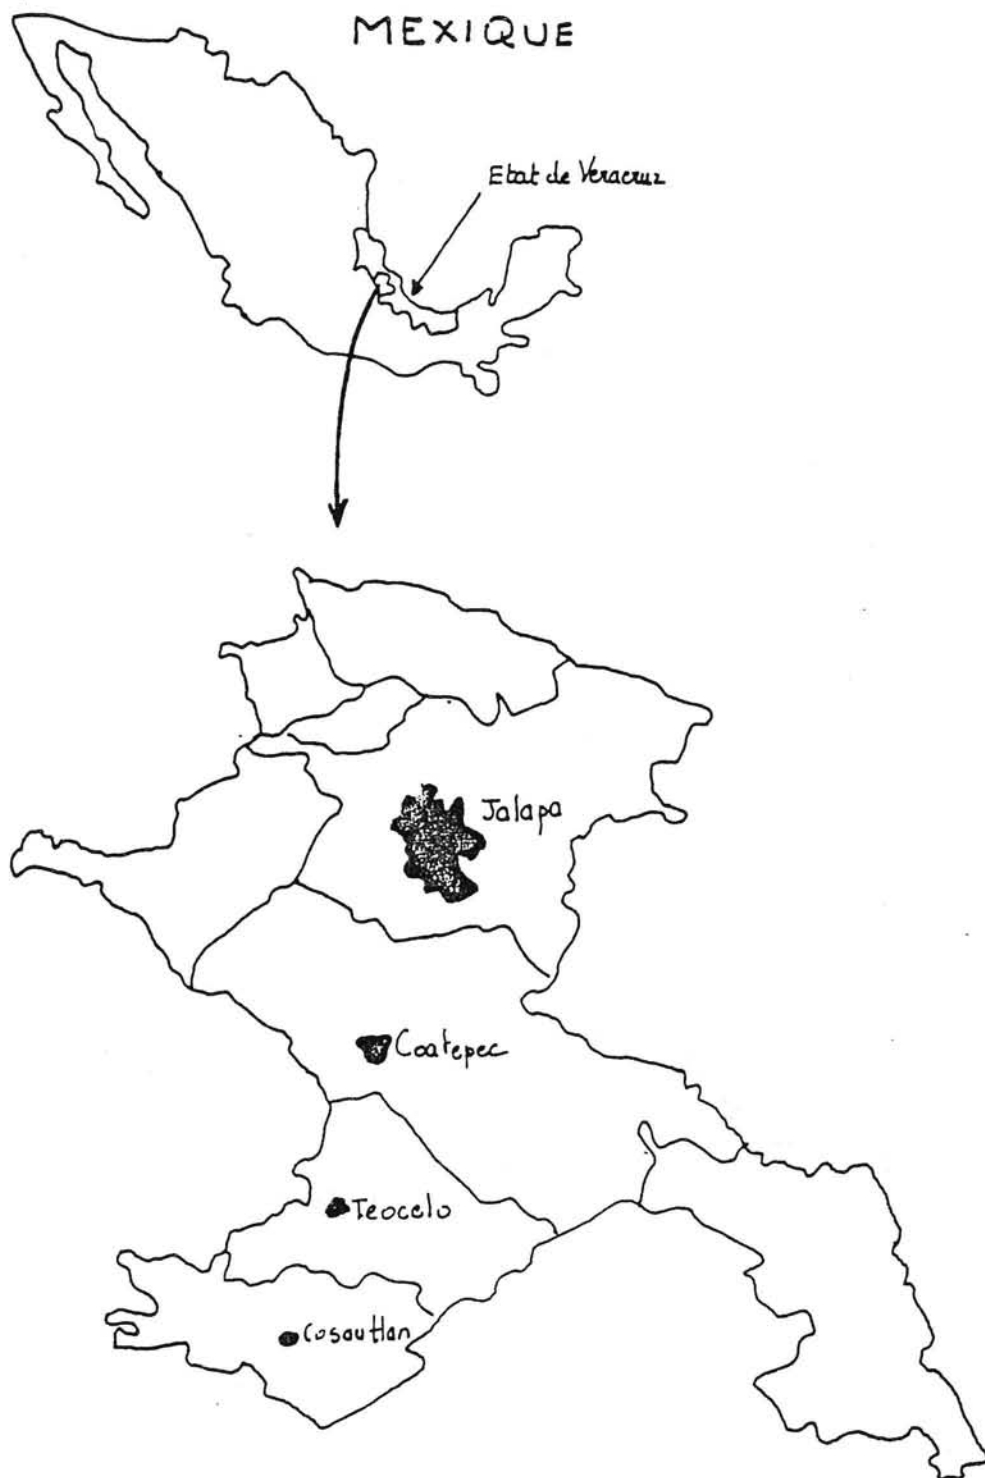 MEXIQUE
Etat de Veracruz
Jalapa
Coatepec
Teocelo
Cosautlan